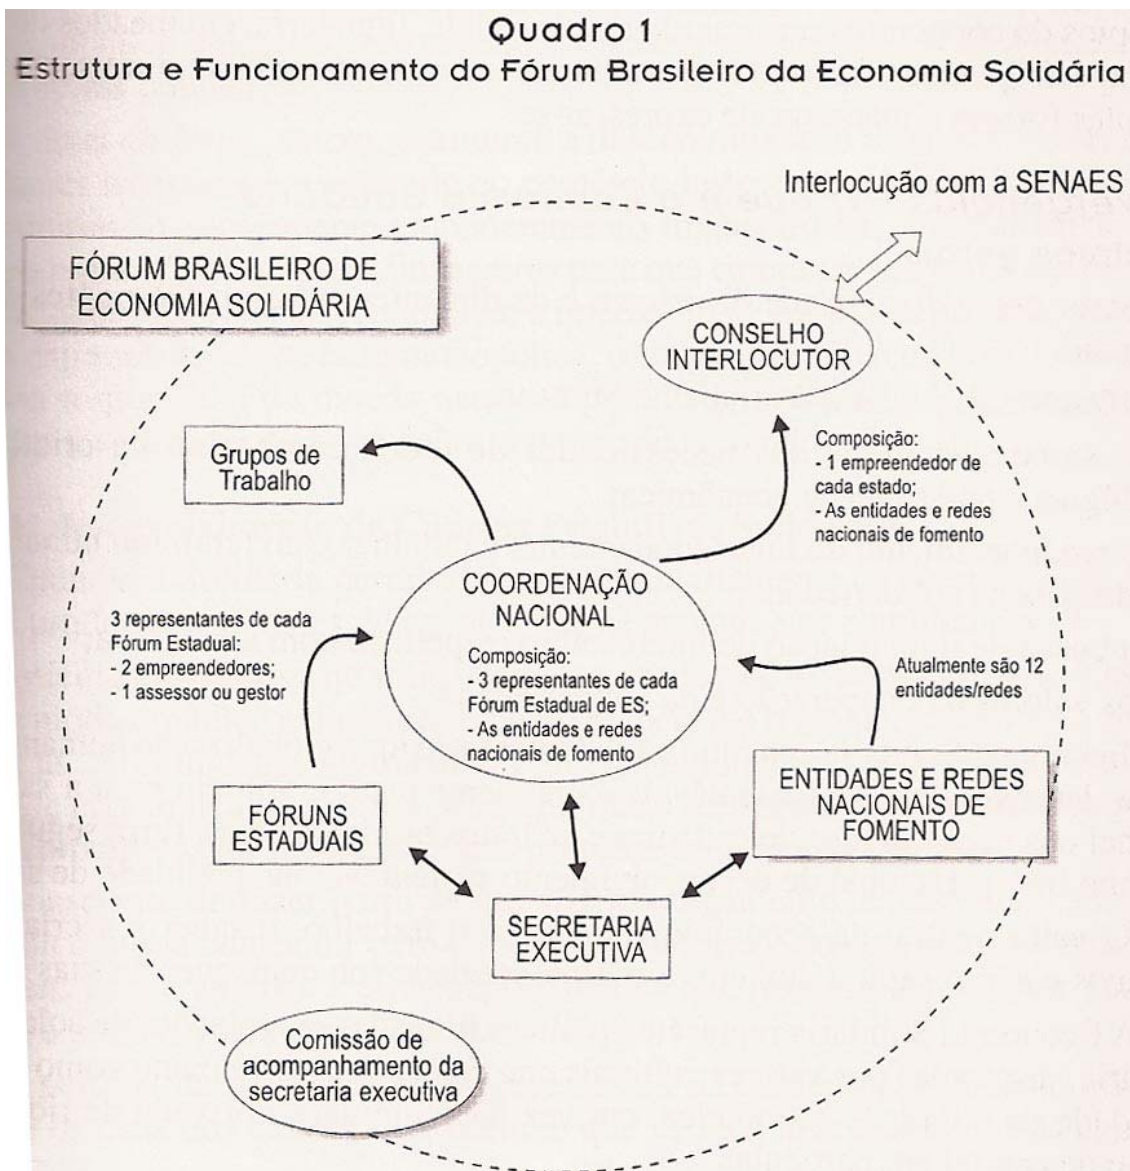 Quadro 1
Estrutura e Funcionamento do Fórum Brasileiro da Economia Solidária
Interlocução com a SENAES
FÓRUM BRASILEIRO DE
ECONOMIA SOLIDÁRIA
CONSELHO
INTERLOCUTOR
Grupos de
Trabalho
Composição:
- 1 empreendedor de
cada estado;
- As entidades e redes
nacionais de fomento
COORDENAÇÃO
NACIONAL
Composição:
- 3 representantes de cada
Fórum Estadual de ES;
- As entidades e redes
nacionais de fomento
3 representantes de cada
Fórum Estadual:
- 2 empreendedores;
- 1 assessor ou gestor
Atualmente são 12
entidades/redes
FÓRUNS
ESTADUAIS
ENTIDADES E REDES
NACIONAIS DE
FOMENTO
SECRETARIA
EXECUTIVA
Comissão de
acompanhamento da
secretaria executiva